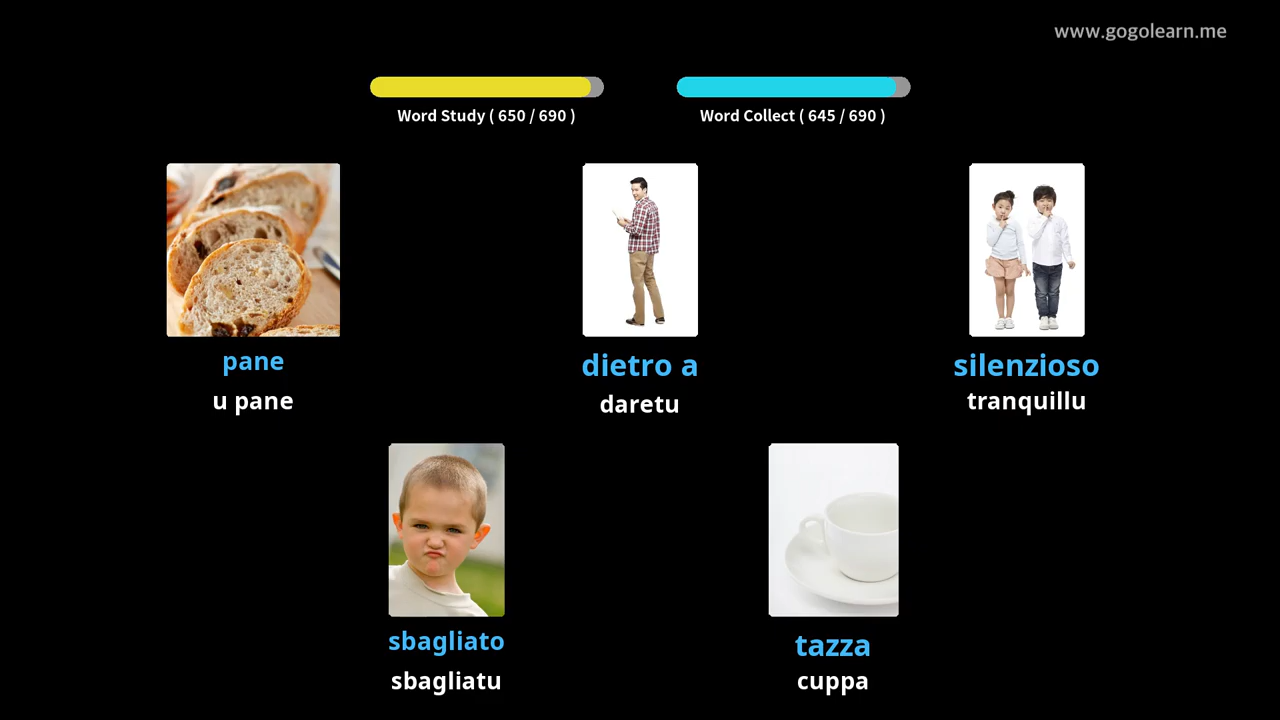 www.gogolearn.me
Word Study ( 650 / 690 )
Word Collect ( 645 / 690 )
pane
u pane
dietro a
daretu
silenzioso
tranquillu
sbagliato
sbagliatu
tazza
cuppa